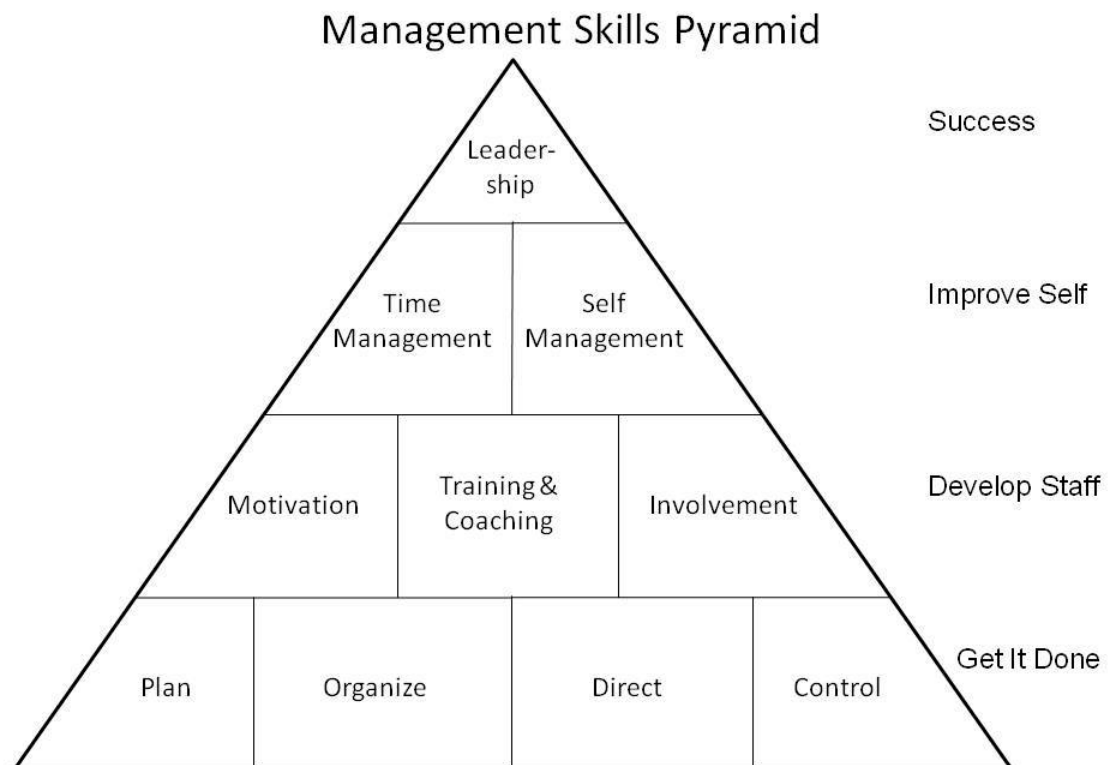 Management Skills Pyramid
Success
Leader-
ship
Improve Self
Time
Management
Self
Management
Develop Staff
Motivation
Training &
Coaching
Involvement
Get It Done
Plan
Organize
Direct
Control